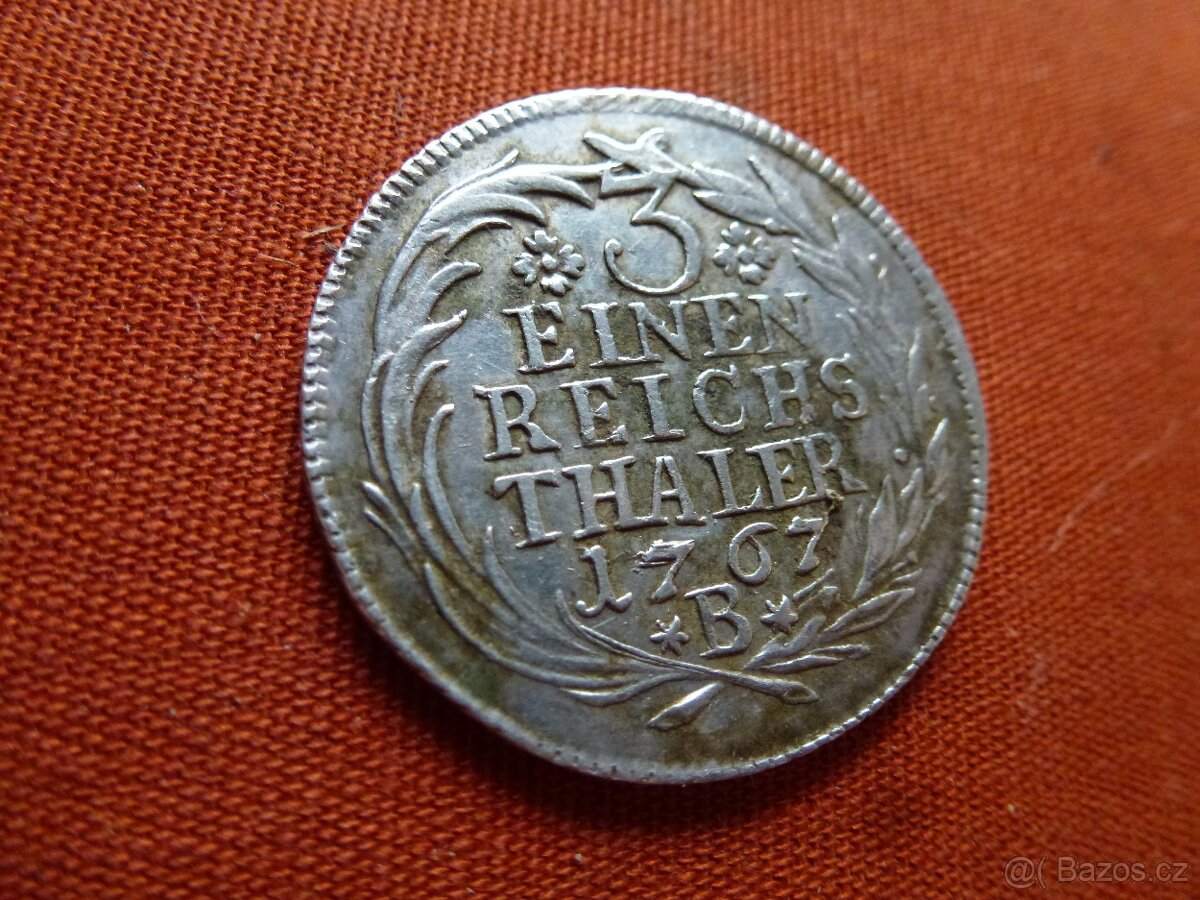 3
EINEN
REICHS
THALER
1767
*B*
@( Bazos.cz